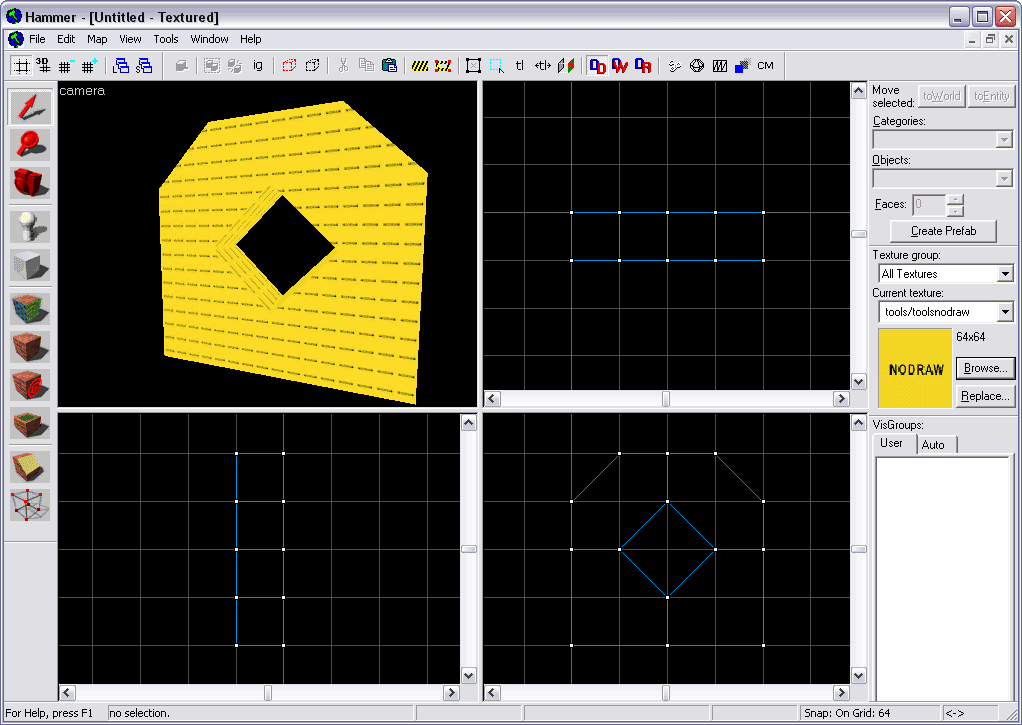 Hammer - [Untitled - Textured]
File Edit Map View Tools Window Help
3D ig tl <tl> CM
camera
Move selected:
toWorld toEntity
Categories:
Objects:
Faces: 0
Create Prefab
Texture group:
All Textures
Current texture:
tools/toolsnodraw
64x64
NODRAW
Browse...
Replace...
VisGroups:
User Auto
For Help, press F1 no selection. Snap: On Grid: 64 <->